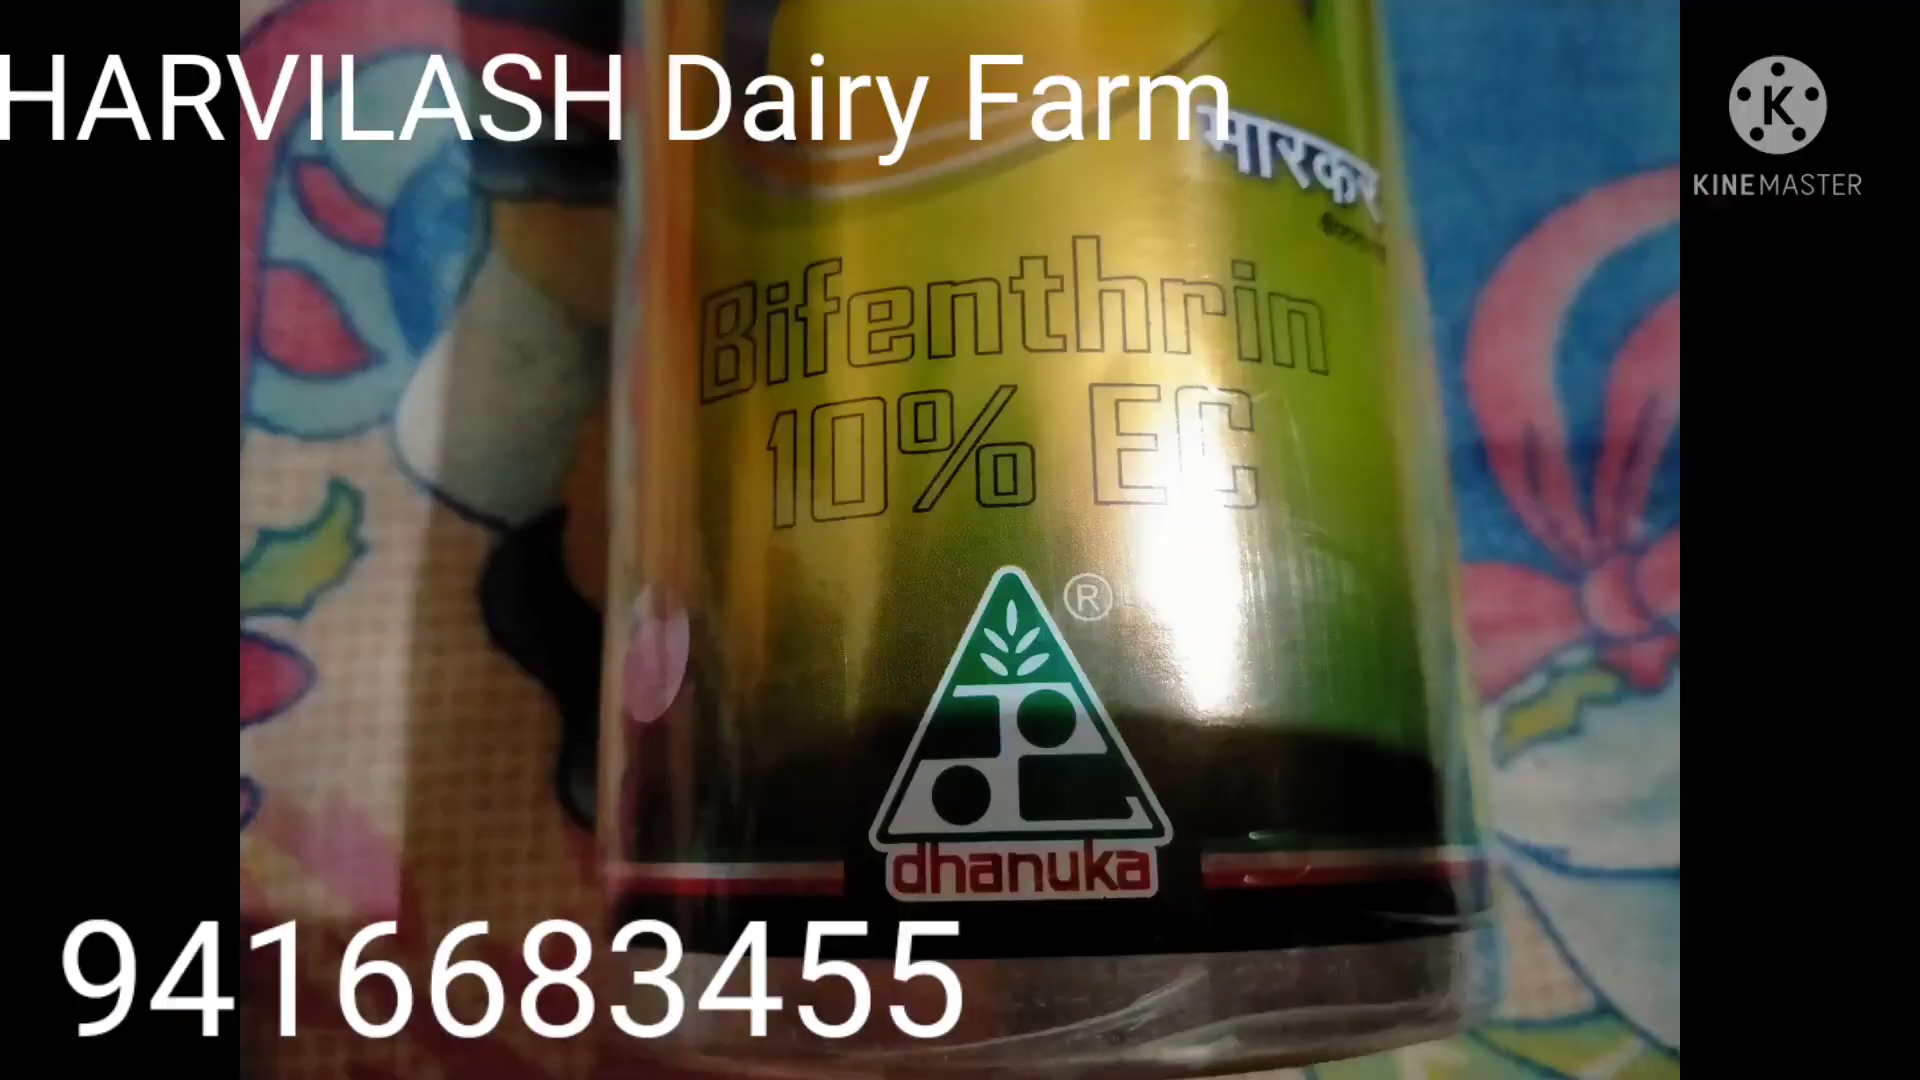 HARVILASH Dairy Farm
K
KINEMASTER
मारकर
Bifenthrin
10% EC
®
dhanuka
9416683455